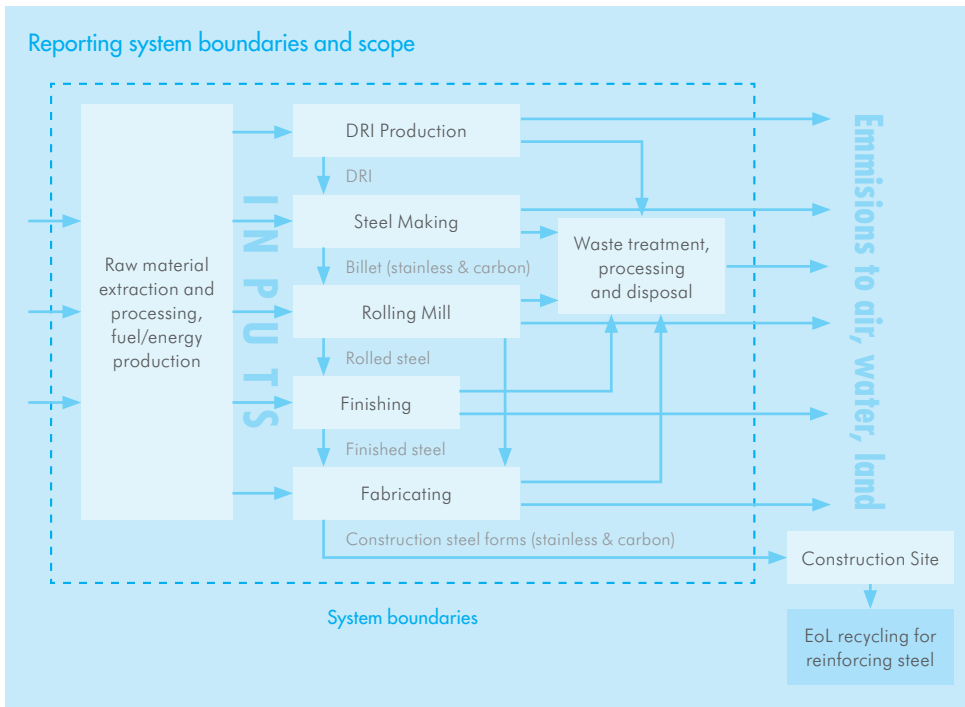 Reporting system boundaries and scope
Raw material
extraction and
processing,
fuel/energy
production
INPUTS
DRI Production
DRI
Steel Making
Billet (stainless & carbon)
Rolling Mill
Rolled steel
Finishing
Finished steel
Fabricating
Construction steel forms (stainless & carbon)
Waste treatment,
processing
and disposal
Emmisions to air, water, land
Construction Site
EoL recycling for
reinforcing steel
System boundaries